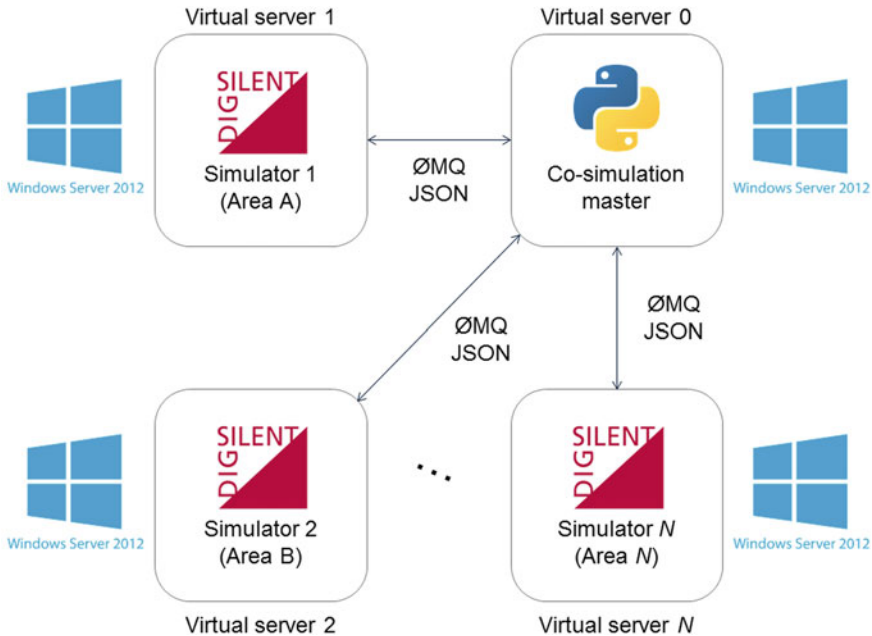 Virtual server 1
Virtual server 0
DIG
SILENT
Simulator 1
(Area A)
Windows Server 2012
ØMQ
JSON
Co-simulation
master
Windows Server 2012
ØMQ
JSON
ØMQ
JSON
DIG
SILENT
Simulator 2
(Area B)
Windows Server 2012
...
DIG
SILENT
Simulator N
(Area N)
Windows Server 2012
Virtual server 2
Virtual server N